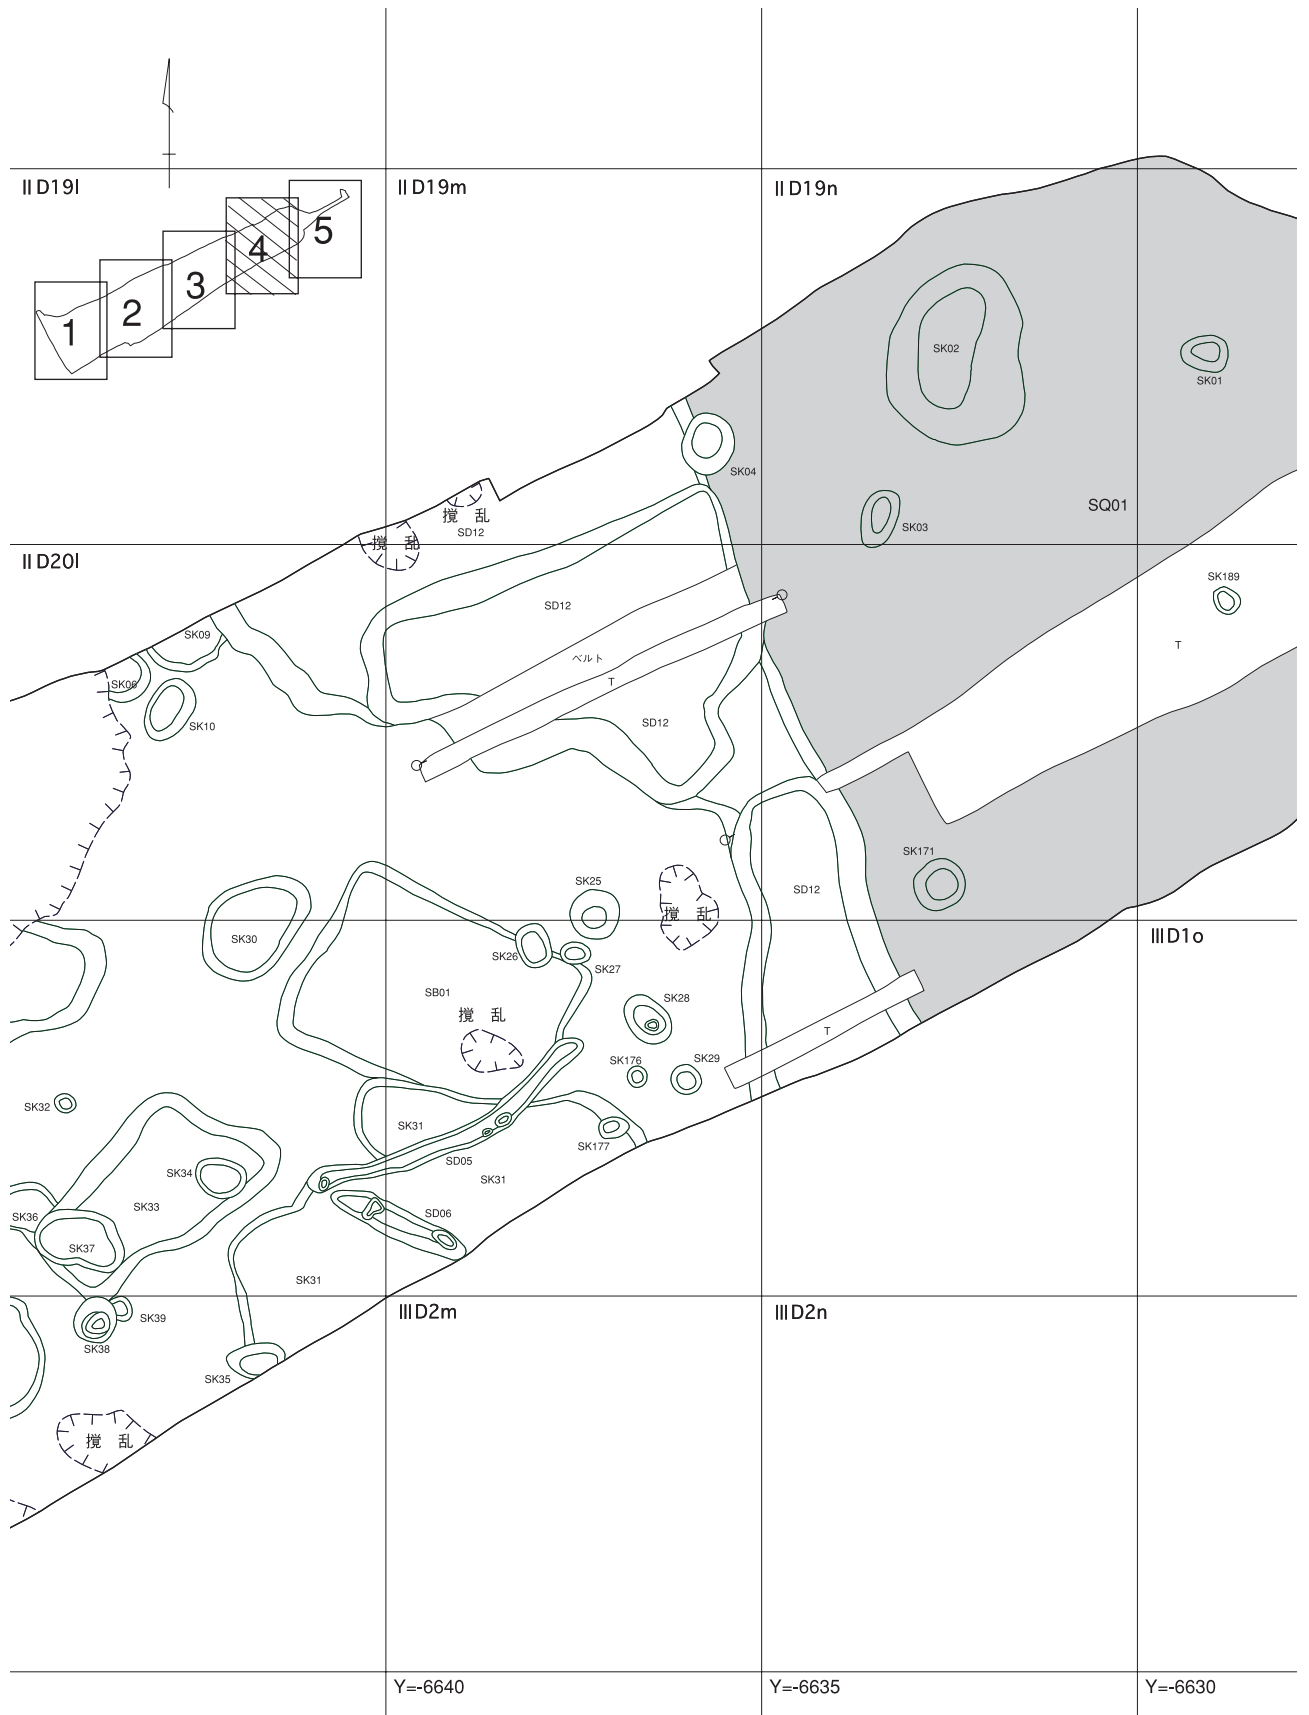 ⅡD19l
ⅡD19m
ⅡD19n
1
2
3
4
5
SK02
SK01
SK04
SK03
SQ01
撹 乱
SD12
撹 乱
ⅡD20l
SK189
SD12
SK09
T
ベルト
T
SK06
SD12
SK10
SK171
SK25
SD12
撹 乱
SK30
ⅢD1o
SK26
SK27
SB01
SK28
撹 乱
T
SK176
SK29
SK32
SK31
SK177
SD05
SK34
SK31
SK33
SK36
SD06
SK37
SK31
ⅢD2m
ⅢD2n
SK39
SK38
SK35
撹 乱
Y=-6640
Y=-6635
Y=-6630